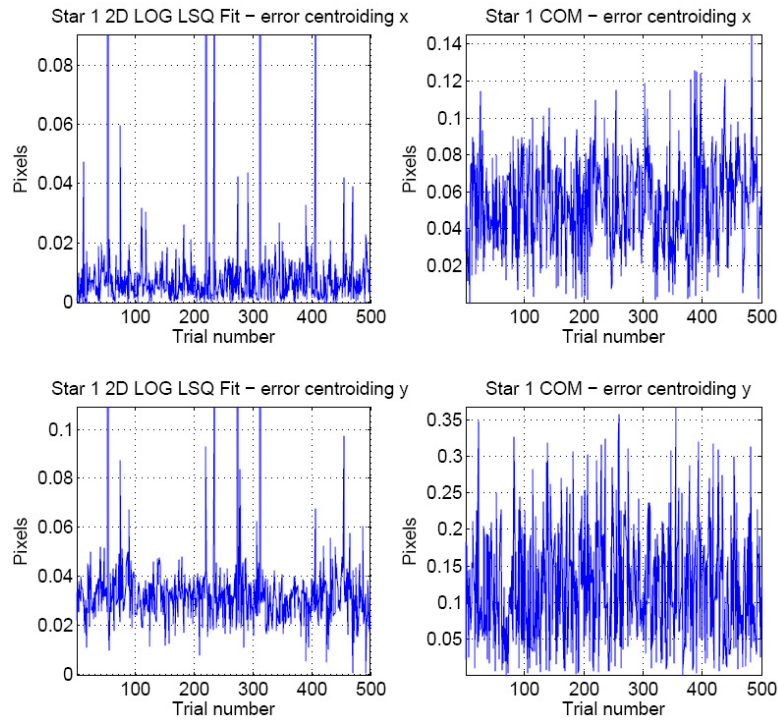 Star 1 2D LOG LSQ Fit − error centroiding x
0.08
0.06
0.04
0.02
0
Pixels
100 200 300 400 500
Trial number
Star 1 COM − error centroiding x
0.14
0.12
0.1
0.08
0.06
0.04
0.02
Pixels
100 200 300 400 500
Trial number
Star 1 2D LOG LSQ Fit − error centroiding y
0.1
0.08
0.06
0.04
0.02
0
Pixels
100 200 300 400 500
Trial number
Star 1 COM − error centroiding y
0.35
0.3
0.25
0.2
0.15
0.1
0.05
Pixels
100 200 300 400 500
Trial number